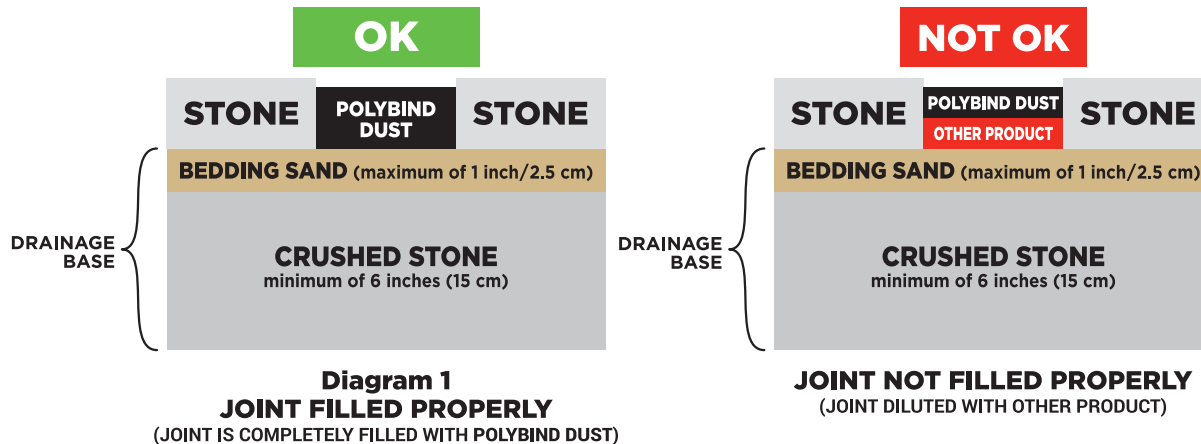 OK
STONE
POLYBIND
DUST
STONE
BEDDING SAND (maximum of 1 inch/2.5 cm)
DRAINAGE
BASE
CRUSHED STONE
minimum of 6 inches (15 cm)
Diagram 1
JOINT FILLED PROPERLY
(JOINT IS COMPLETELY FILLED WITH POLYBIND DUST)
NOT OK
STONE
POLYBIND DUST
OTHER PRODUCT
STONE
BEDDING SAND (maximum of 1 inch/2.5 cm)
DRAINAGE
BASE
CRUSHED STONE
minimum of 6 inches (15 cm)
JOINT NOT FILLED PROPERLY
(JOINT DILUTED WITH OTHER PRODUCT)